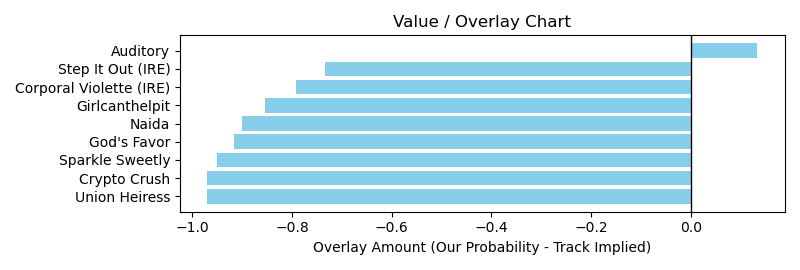 Value / Overlay Chart
Auditory
Step It Out (IRE)
Corporal Violette (IRE)
Girlcanthelpit
Naida
God's Favor
Sparkle Sweetly
Crypto Crush
Union Heiress
−1.0 −0.8 −0.6 −0.4 −0.2 0.0
Overlay Amount (Our Probability - Track Implied)